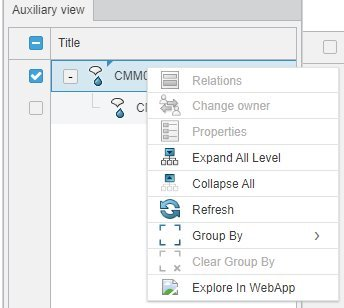 Auxiliary view
Title
Relations
Change owner
Properties
Expand All Level
Collapse All
Refresh
Group By
Clear Group By
Explore In WebApp